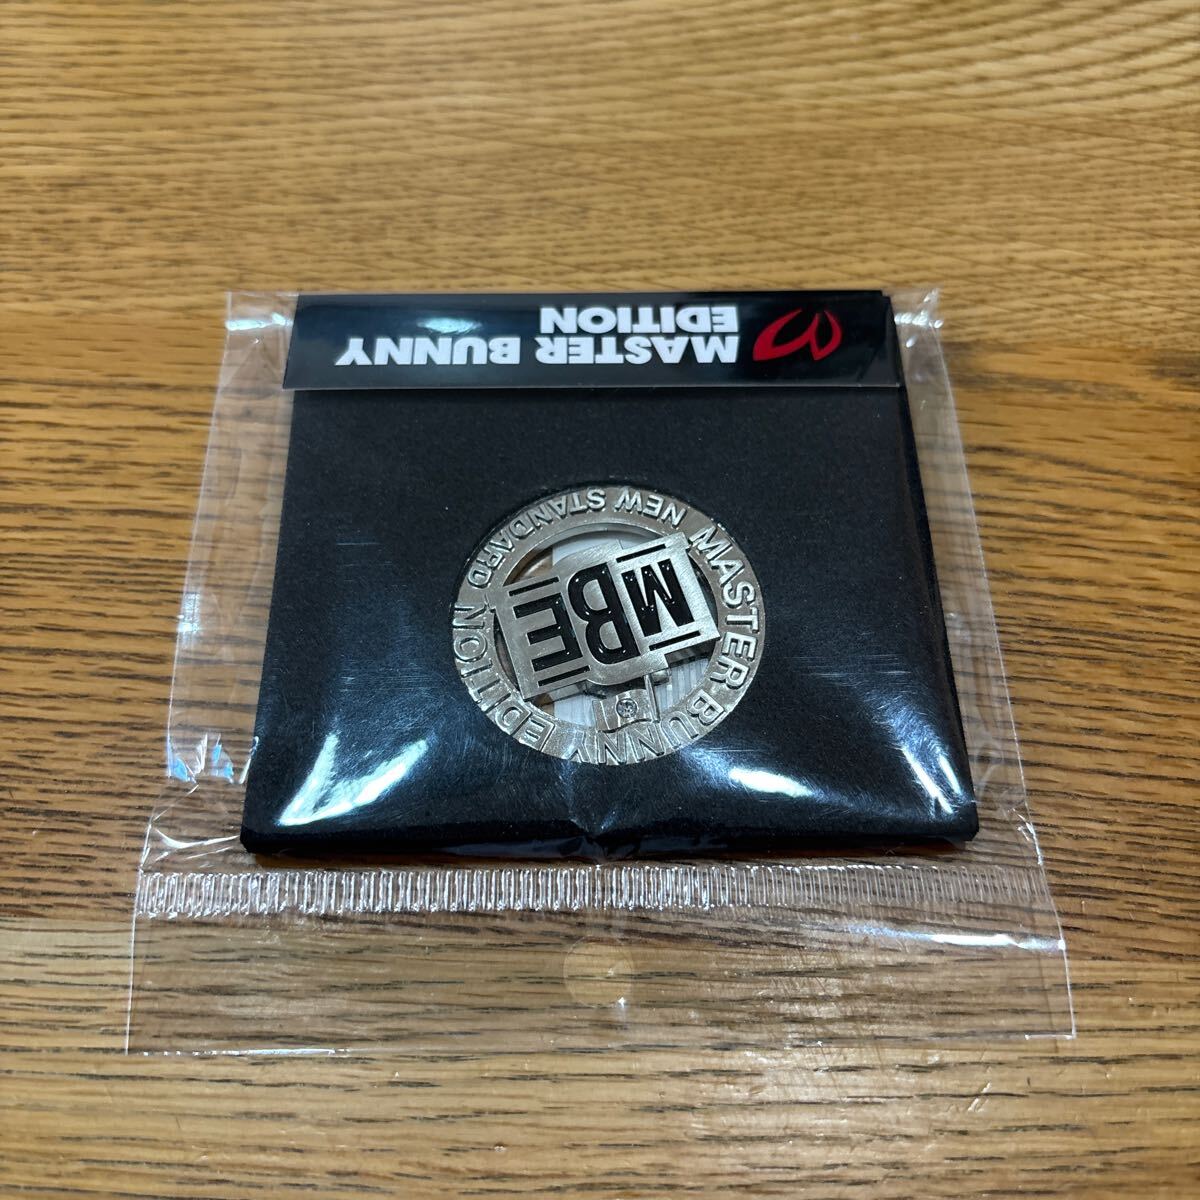 MASTER BUNNY
EDITION
MASTER BUNNY EDITION
NEW STANDARD
MBE